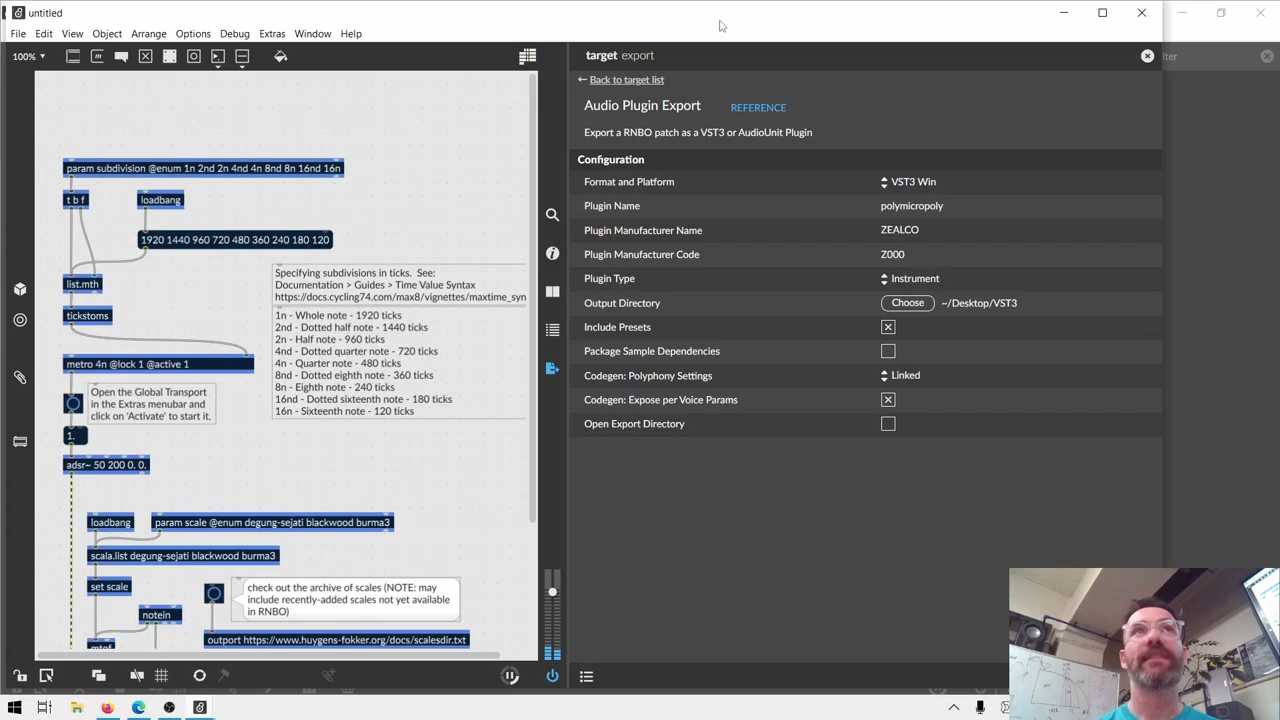 untitled
File Edit View Object Arrange Options Debug Extras Window Help
100%
target export
Back to target list
Audio Plugin Export REFERENCE
Export a RNBO patch as a VST3 or AudioUnit Plugin
Configuration
Format and Platform VST3 Win
Plugin Name polymicropoly
Plugin Manufacturer Name ZEALCO
Plugin Manufacturer Code Z000
Plugin Type Instrument
Output Directory Choose ~/Desktop/VST3
Include Presets
Package Sample Dependencies
Codegen: Polyphony Settings Linked
Codegen: Expose per Voice Params
Open Export Directory
param subdivision @enum 1n 2nd 2n 4nd 4n 8nd 8n 16nd 16n
t b f
loadbang
1920 1440 960 720 480 360 240 180 120
list.mth
tickstoms
Specifying subdivisions in ticks. See:
Documentation > Guides > Time Value Syntax
https://docs.cycling74.com/max8/vignettes/maxtime_syn
1n - Whole note - 1920 ticks
2nd - Dotted half note - 1440 ticks
2n - Half note - 960 ticks
4nd - Dotted quarter note - 720 ticks
4n - Quarter note - 480 ticks
8nd - Dotted eighth note - 360 ticks
8n - Eighth note - 240 ticks
16nd - Dotted sixteenth note - 180 ticks
16n - Sixteenth note - 120 ticks
metro 4n @lock 1 @active 1
Open the Global Transport
in the Extras menubar and
click on 'Activate' to start it.
1.
adsr~ 50 200 0. 0.
loadbang
param scale @enum degung-sejati blackwood burma3
scala.list degung-sejati blackwood burma3
set scale
check out the archive of scales (NOTE: may
include recently-added scales not yet available
in RNBO)
notein
mtof
outport https://www.huygens-fokker.org/docs/scalesdir.txt
lter